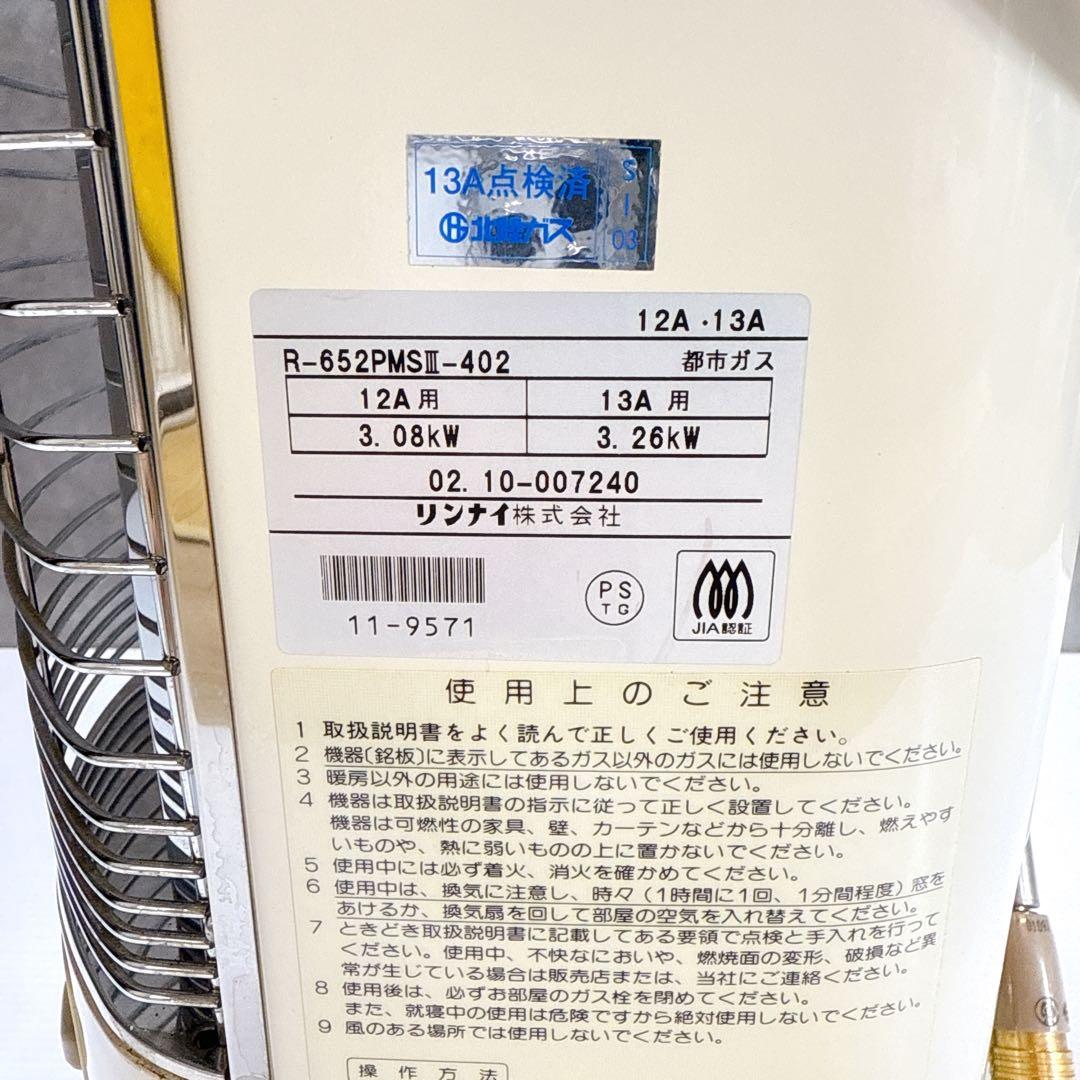 13A点検済
北陸ガス
S
I
03
12A・13A
R-652PMSⅢ-402
都市ガス
12A用
13A 用
3.08kW
3.26kW
02.10-007240
リンナイ株式会社
11-9571
PS
TG
JIA認証
使用上のご注意
1 取扱説明書をよく読んで正しくご使用ください。
2 機器〔銘板〕に表示してあるガス以外のガスには使用しないでください。
3 暖房以外の用途には使用しないでください。
4 機器は取扱説明書の指示に従って正しく設置してください。
機器は可燃性の家具、壁、カーテンなどから十分離し、燃えやす
いものや、熱に弱いものの上に置かないでください。
5 使用中には必ず着火、消火を確かめてください。
6 使用中は、換気に注意し、時々(1時間に1回、1分間程度)窓を
あけるか、換気扇を回して部屋の空気を入れ替えてください。
7 ときどき取扱説明書に記載してある要領で点検と手入れを行って
ください。使用中、不快なにおいや、燃焼面の変形、破損など異
常が生じている場合は販売店または、当社にご連絡ください。
8 使用後は、必ずお部屋のガス栓を閉めてください。
また、就寝中の使用は危険ですから絶対使用しないでください。
9 風のある場所では使用しないでください。
操作方法